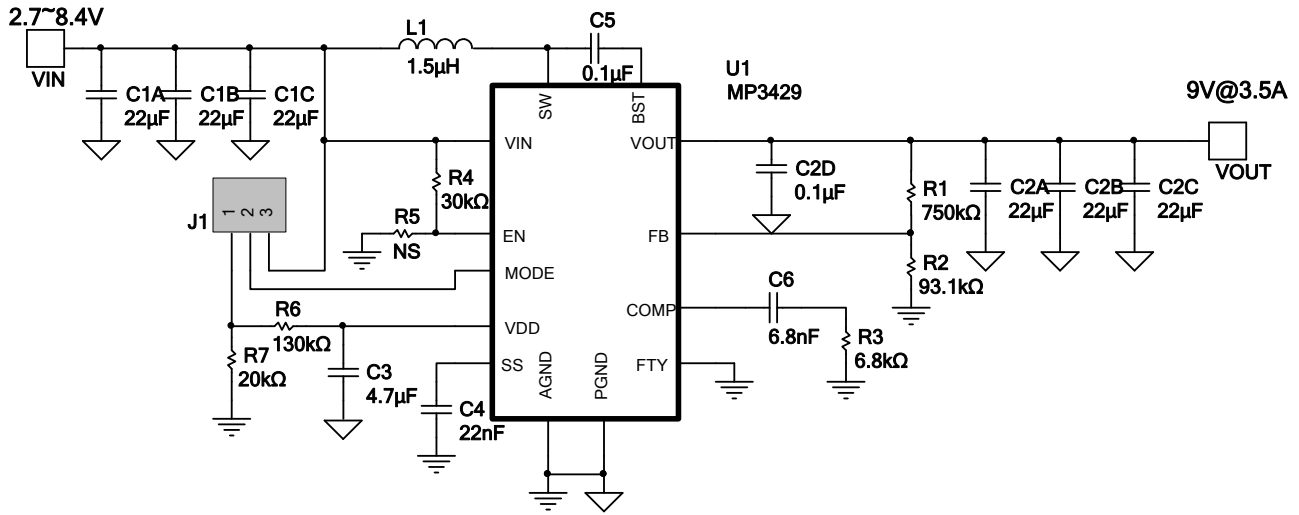 2.7~8.4V
VIN
C1A
22µF
C1B
22µF
C1C
22µF
L1
1.5µH
C5
0.1µF
U1
MP3429
9V@3.5A
VOUT
SW
BST
VIN
VOUT
EN
FB
MODE
COMP
VDD
SS
FTY
AGND
PGND
R4
30kΩ
R5
NS
J1
1
2
3
R6
130kΩ
R7
20kΩ
C3
4.7µF
C4
22nF
C2D
0.1µF
R1
750kΩ
C2A
22µF
C2B
22µF
C2C
22µF
R2
93.1kΩ
C6
6.8nF
R3
6.8kΩ